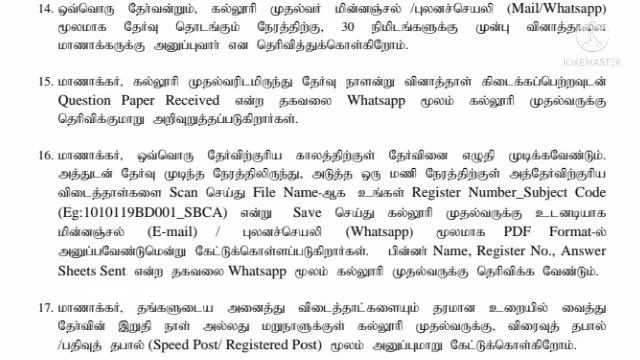 14. ஒவ்வொரு தேர்வன்றும், கல்லூரி முதல்வர் மின்னஞ்சல் /புலனச்செயலி (Mail/Whatsapp)
மூலமாக தேர்வு தொடங்கும் நேரத்திற்கு, 30 நிமிடங்களுக்கு முன்பு வினாத்தாளை
மாணாக்கருக்கு அனுப்புவார் என தெரிவித்துக்கொள்கிறோம்.
KINEMASTER
15. மாணாக்கர், கல்லூரி முதல்வரிடமிருந்து தேர்வு நாளன்று வினாத்தாள் கிடைக்கப்பெற்றவுடன்
Question Paper Received என்ற தகவலை Whatsapp மூலம் கல்லூரி முதல்வருக்கு
தெரிவிக்குமாறு அறிவுறுத்தப்படுகிறார்கள்.
16. மாணாக்கர், ஒவ்வொரு தேர்விற்குரிய காலத்திற்குள் தேர்வினை எழுதி முடிக்கவேண்டும்.
அத்துடன் தேர்வு முடிந்த நேரத்திலிருந்து, அடுத்த ஒரு மணி நேரத்திற்குள் அத்தேர்விற்குரிய
விடைத்தாள்களை Scan செய்து File Name-ஆக உங்கள் Register Number_Subject Code
(Eg:1010119BD001_SBCA) என்று Save செய்து கல்லூரி முதல்வருக்கு உடனடியாக
மின்னஞ்சல் (E-mail) / புலனச்செயலி (Whatsapp) மூலமாக PDF Format-ல்
அனுப்பவேண்டுமென்று கேட்டுக்கொள்ளப்படுகிறார்கள். பின்னர் Name, Register No., Answer
Sheets Sent என்ற தகவலை Whatsapp மூலம் கல்லூரி முதல்வருக்கு தெரிவிக்க வேண்டும்.
17. மாணாக்கர், தங்களுடைய அனைத்து விடைத்தாட்களையும் தரமான உறையில் வைத்து
தேர்வின் இறுதி நாள் அல்லது மறுநாளுக்குள் கல்லூரி முதல்வருக்கு, விரைவுத் தபால்
/பதிவுத் தபால் (Speed Post/ Registered Post) மூலம் அனுப்புமாறு கேட்டுக்கொள்கிறோம்.